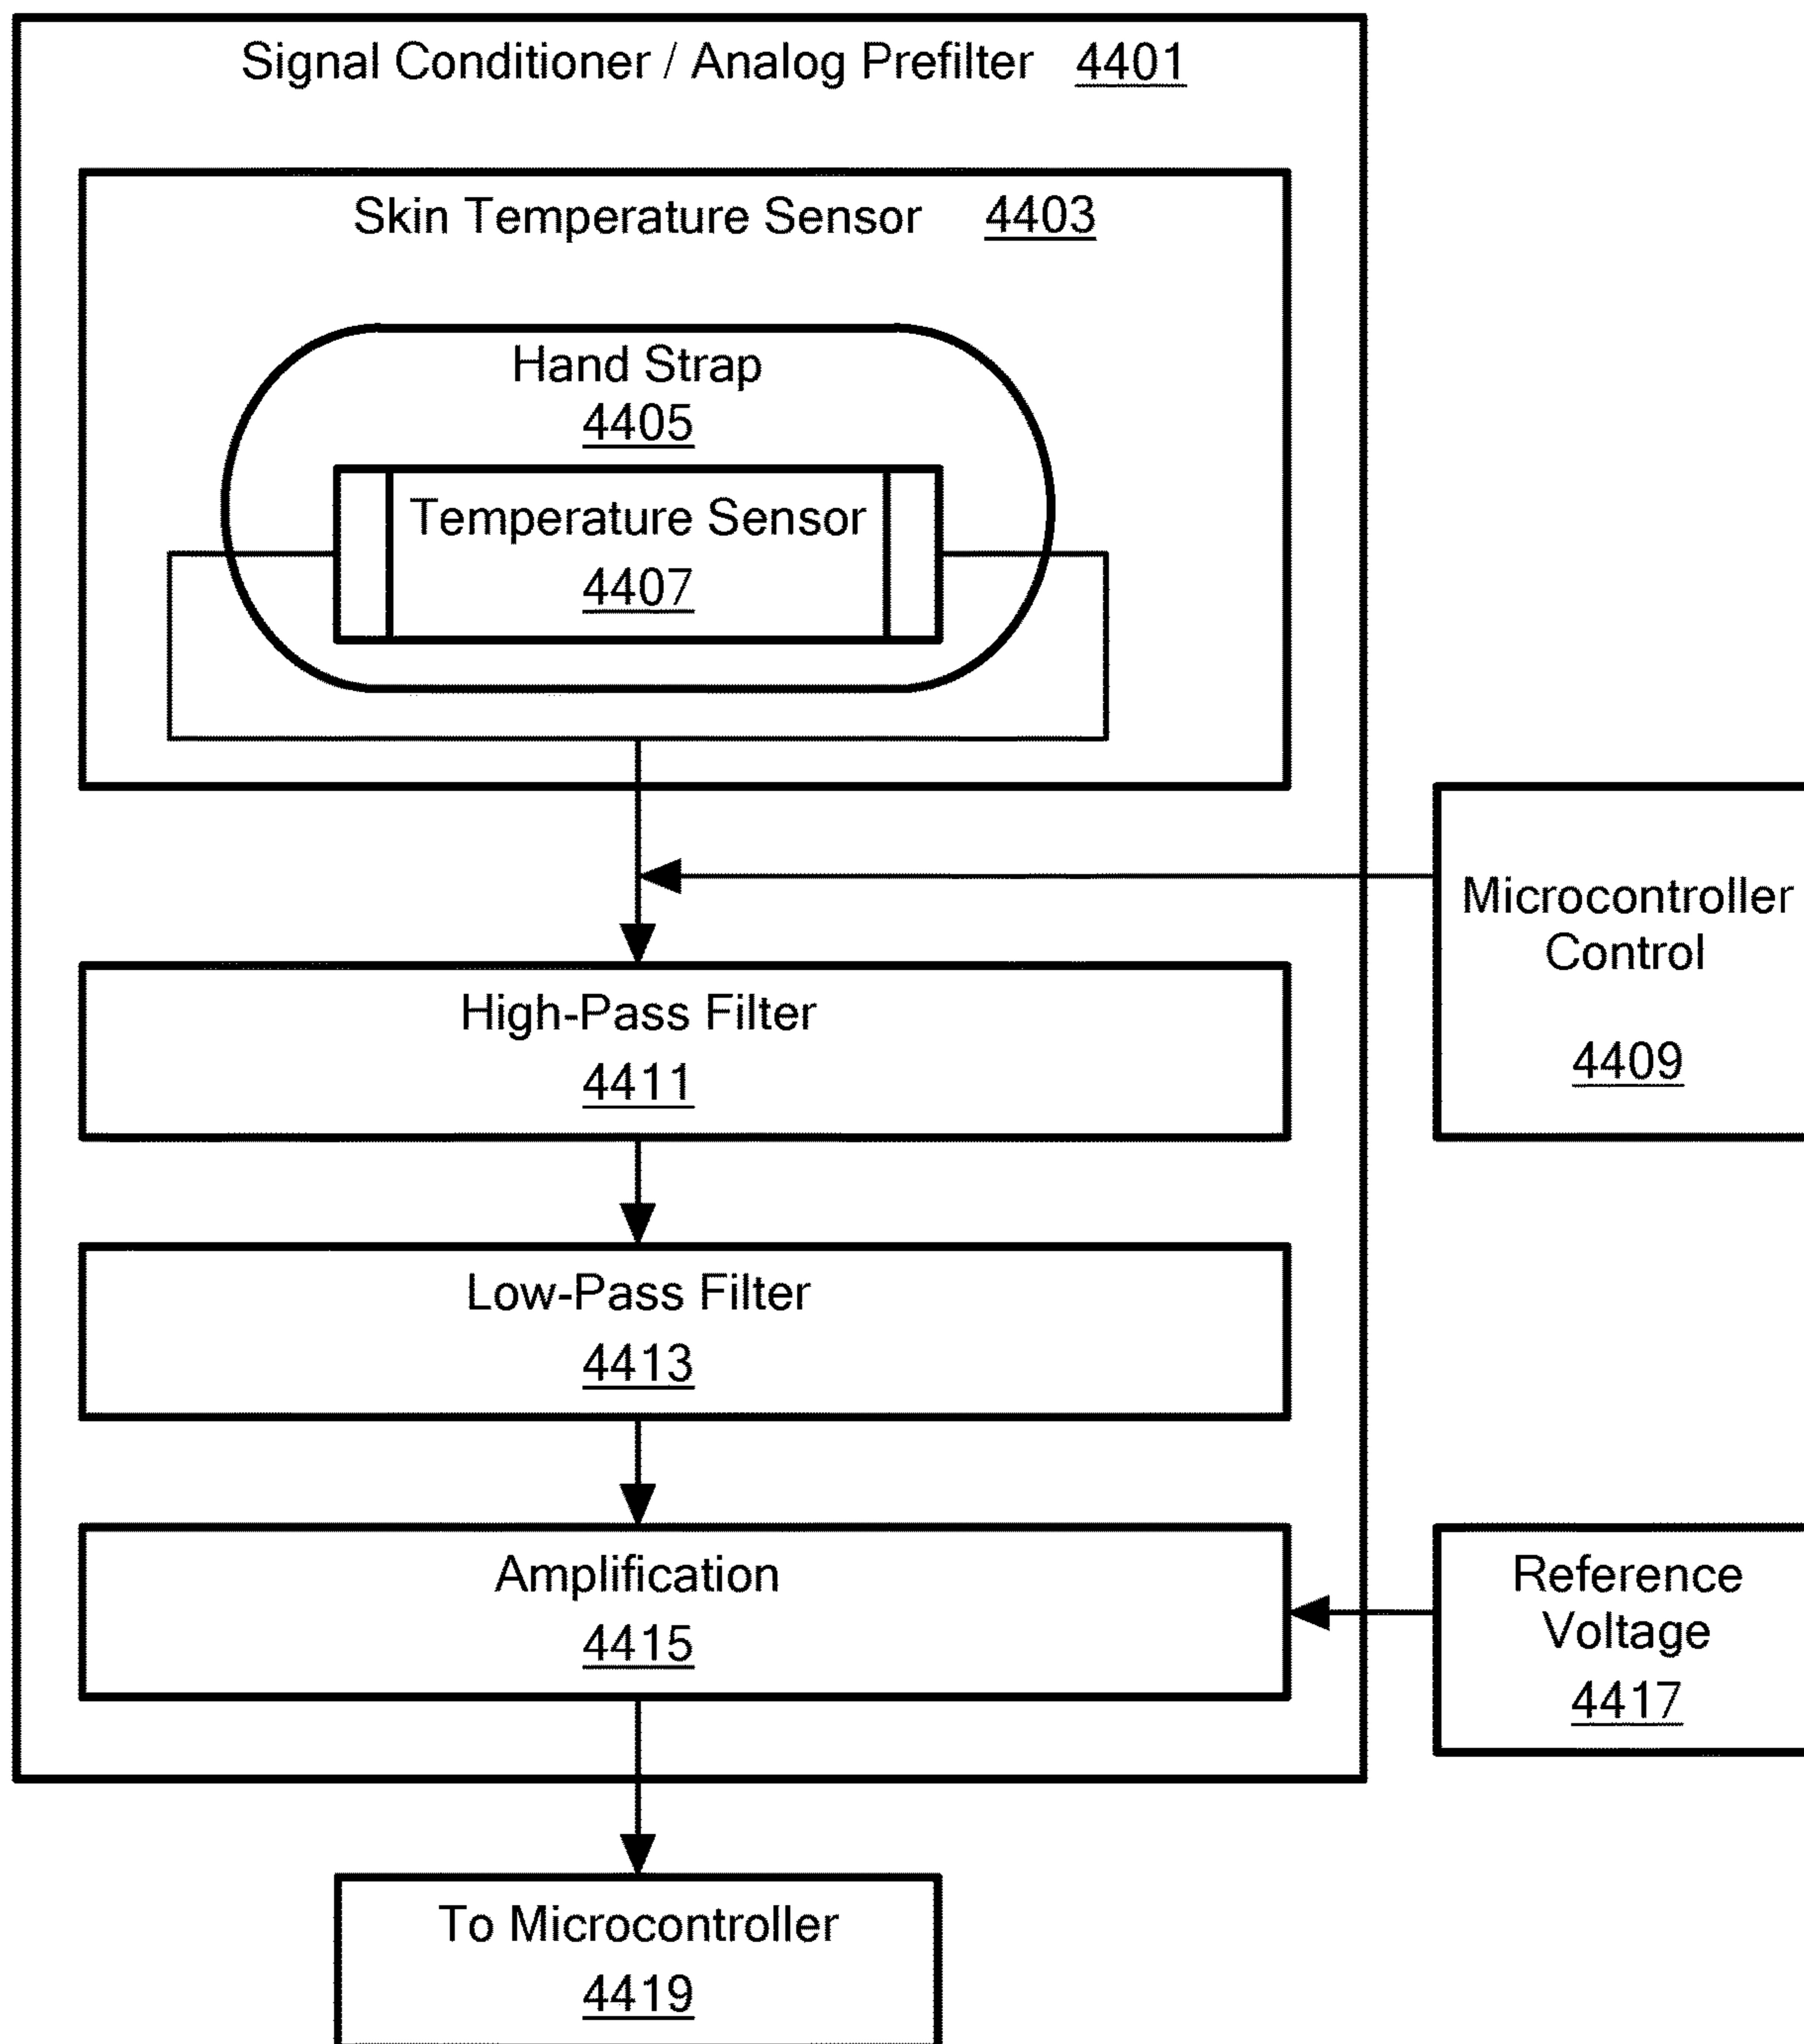 Signal Conditioner / Analog Prefilter 4401
Skin Temperature Sensor 4403
Hand Strap
4405
Temperature Sensor
4407
Microcontroller
Control
4409
High-Pass Filter
4411
Low-Pass Filter
4413
Amplification
4415
Reference
Voltage
4417
To Microcontroller
4419